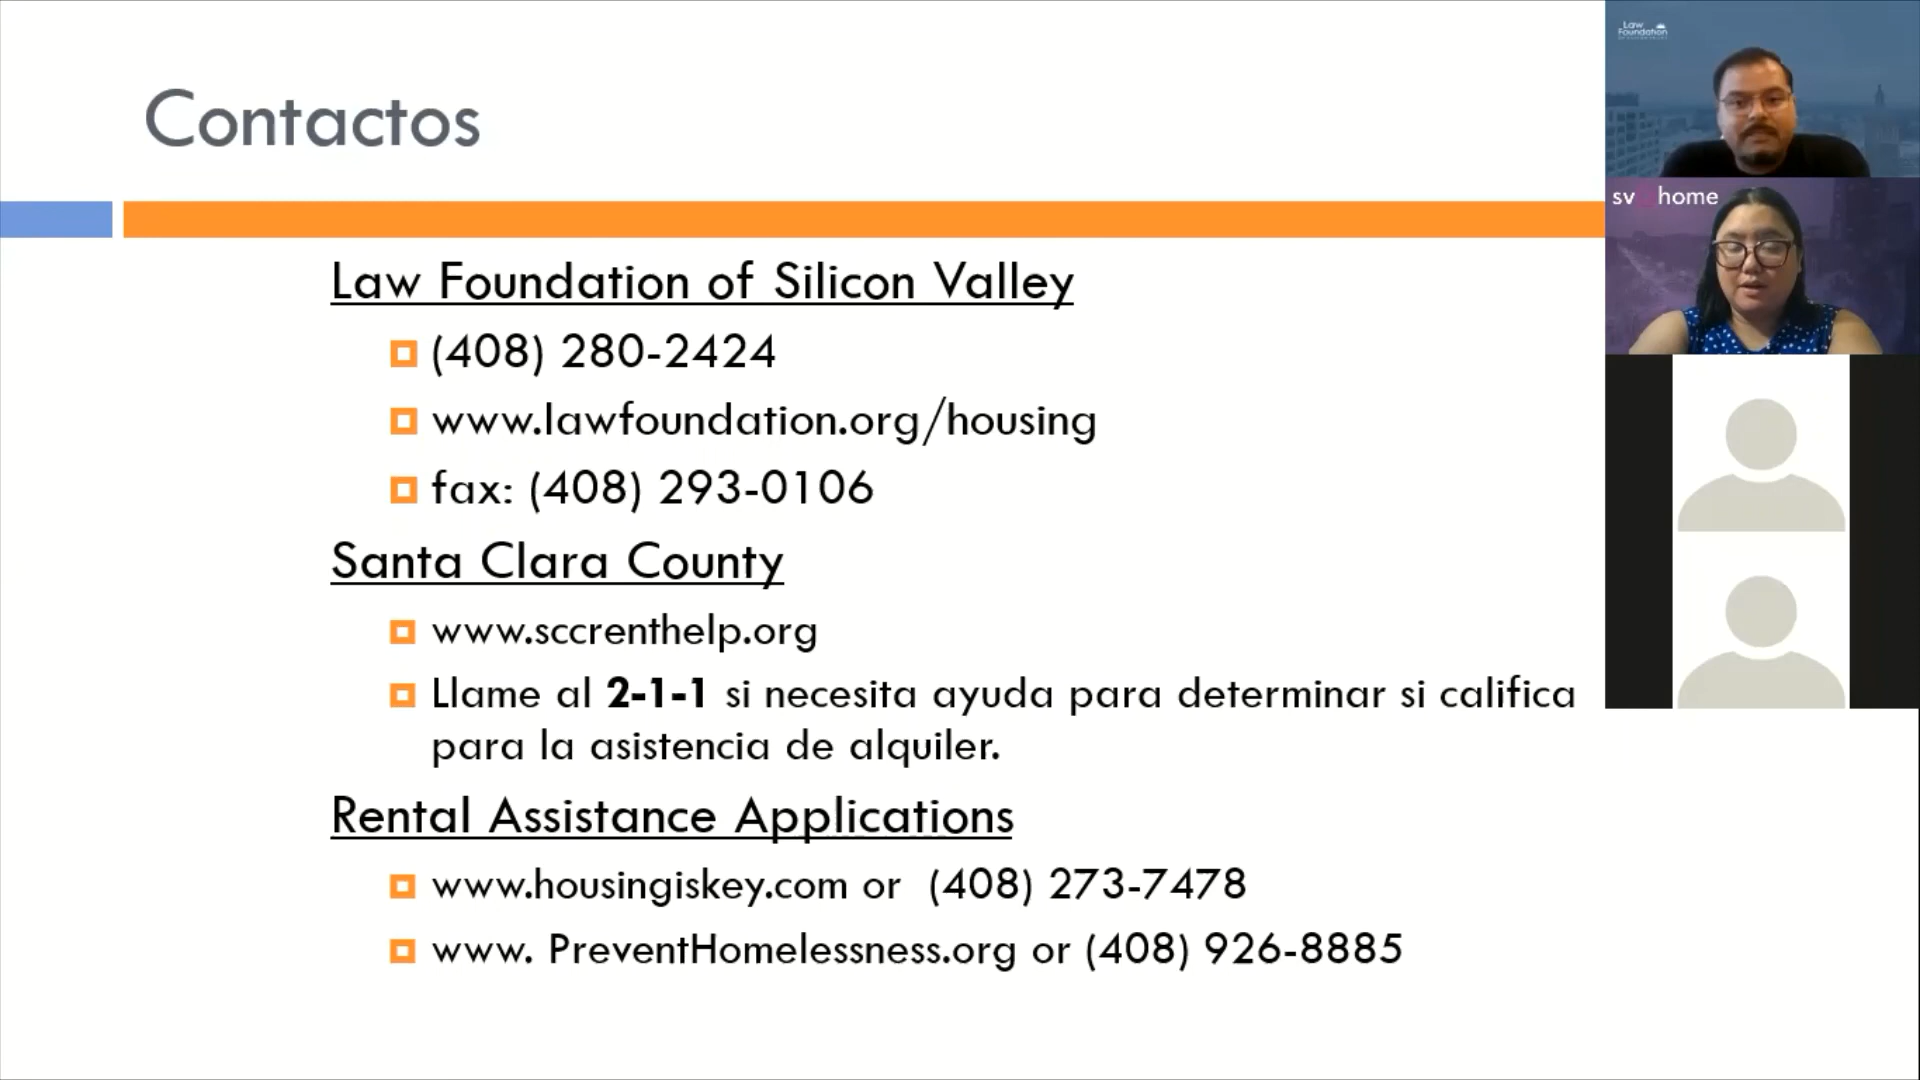 Contactos
Law Foundation of Silicon Valley
(408) 280-2424
www.lawfoundation.org/housing
fax: (408) 293-0106
Santa Clara County
www.sccrenthelp.org
Llame al 2-1-1 si necesita ayuda para determinar si califica
para la asistencia de alquiler.
Rental Assistance Applications
www.housingiskey.com or (408) 273-7478
www. PreventHomelessness.org or (408) 926-8885
Law
Foundation
sv home